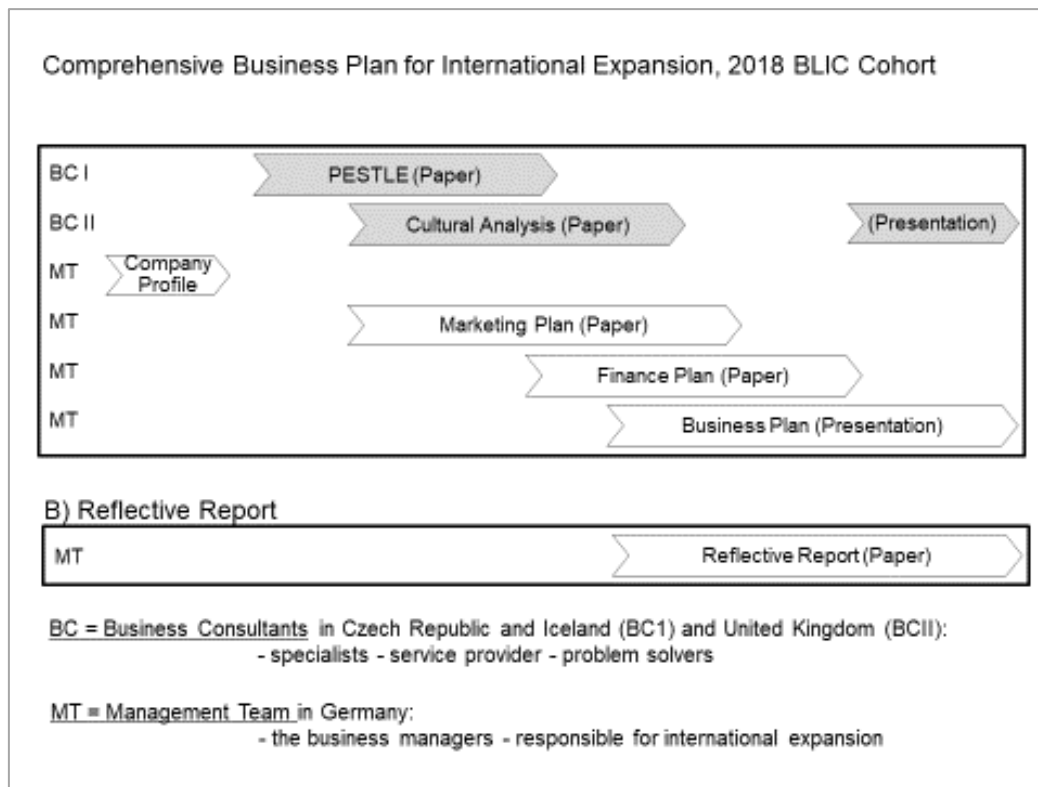 Comprehensive Business Plan for International Expansion, 2018 BLIC Cohort
BC I
PESTLE (Paper)
BC II
Cultural Analysis (Paper)
(Presentation)
MT
Company
Profile
MT
Marketing Plan (Paper)
MT
Finance Plan (Paper)
MT
Business Plan (Presentation)
B) Reflective Report
MT
Reflective Report (Paper)
BC = Business Consultants in Czech Republic and Iceland (BC1) and United Kingdom (BCII):
- specialists - service provider - problem solvers
MT = Management Team in Germany:
- the business managers - responsible for international expansion